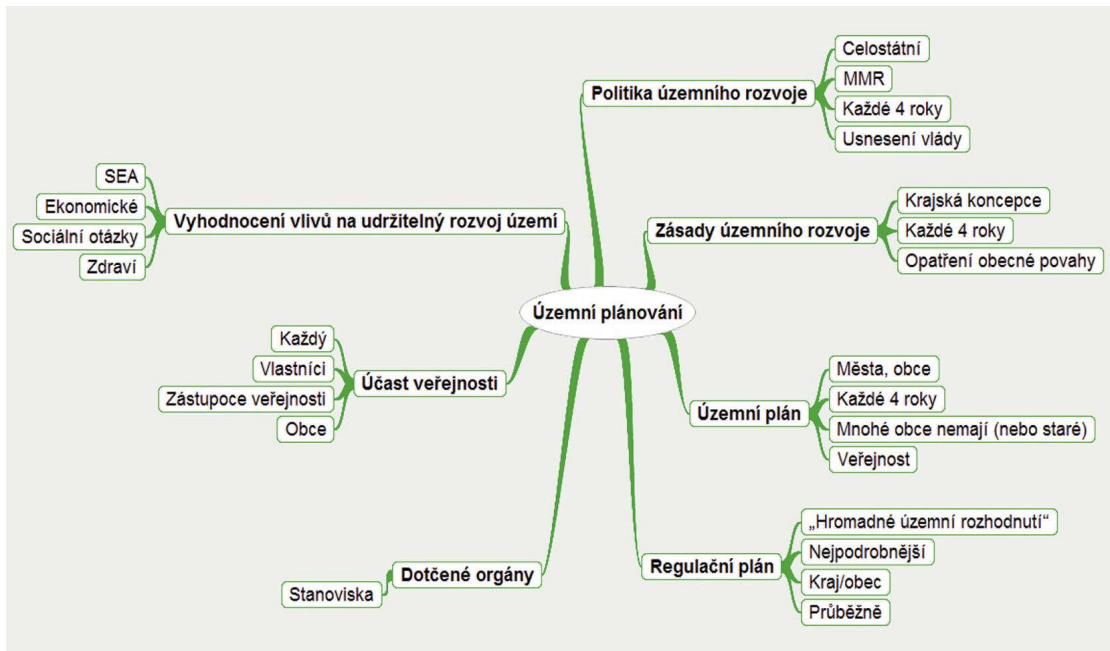 Územní plánování
Politika územního rozvoje
Celostátní
MMR
Každé 4 roky
Usnesení vlády
Zásady územního rozvoje
Krajská koncepce
Každé 4 roky
Opatření obecné povahy
Územní plán
Města, obce
Každé 4 roky
Mnohé obce nemají (nebo staré)
Veřejnost
Regulační plán
„Hromadné územní rozhodnutí“
Nejpodrobnější
Kraj/obec
Průběžně
Vyhodnocení vlivů na udržitelný rozvoj území
SEA
Ekonomické
Sociální otázky
Zdraví
Účast veřejnosti
Každý
Vlastníci
Zástupoce veřejnosti
Obce
Dotčené orgány
Stanoviska